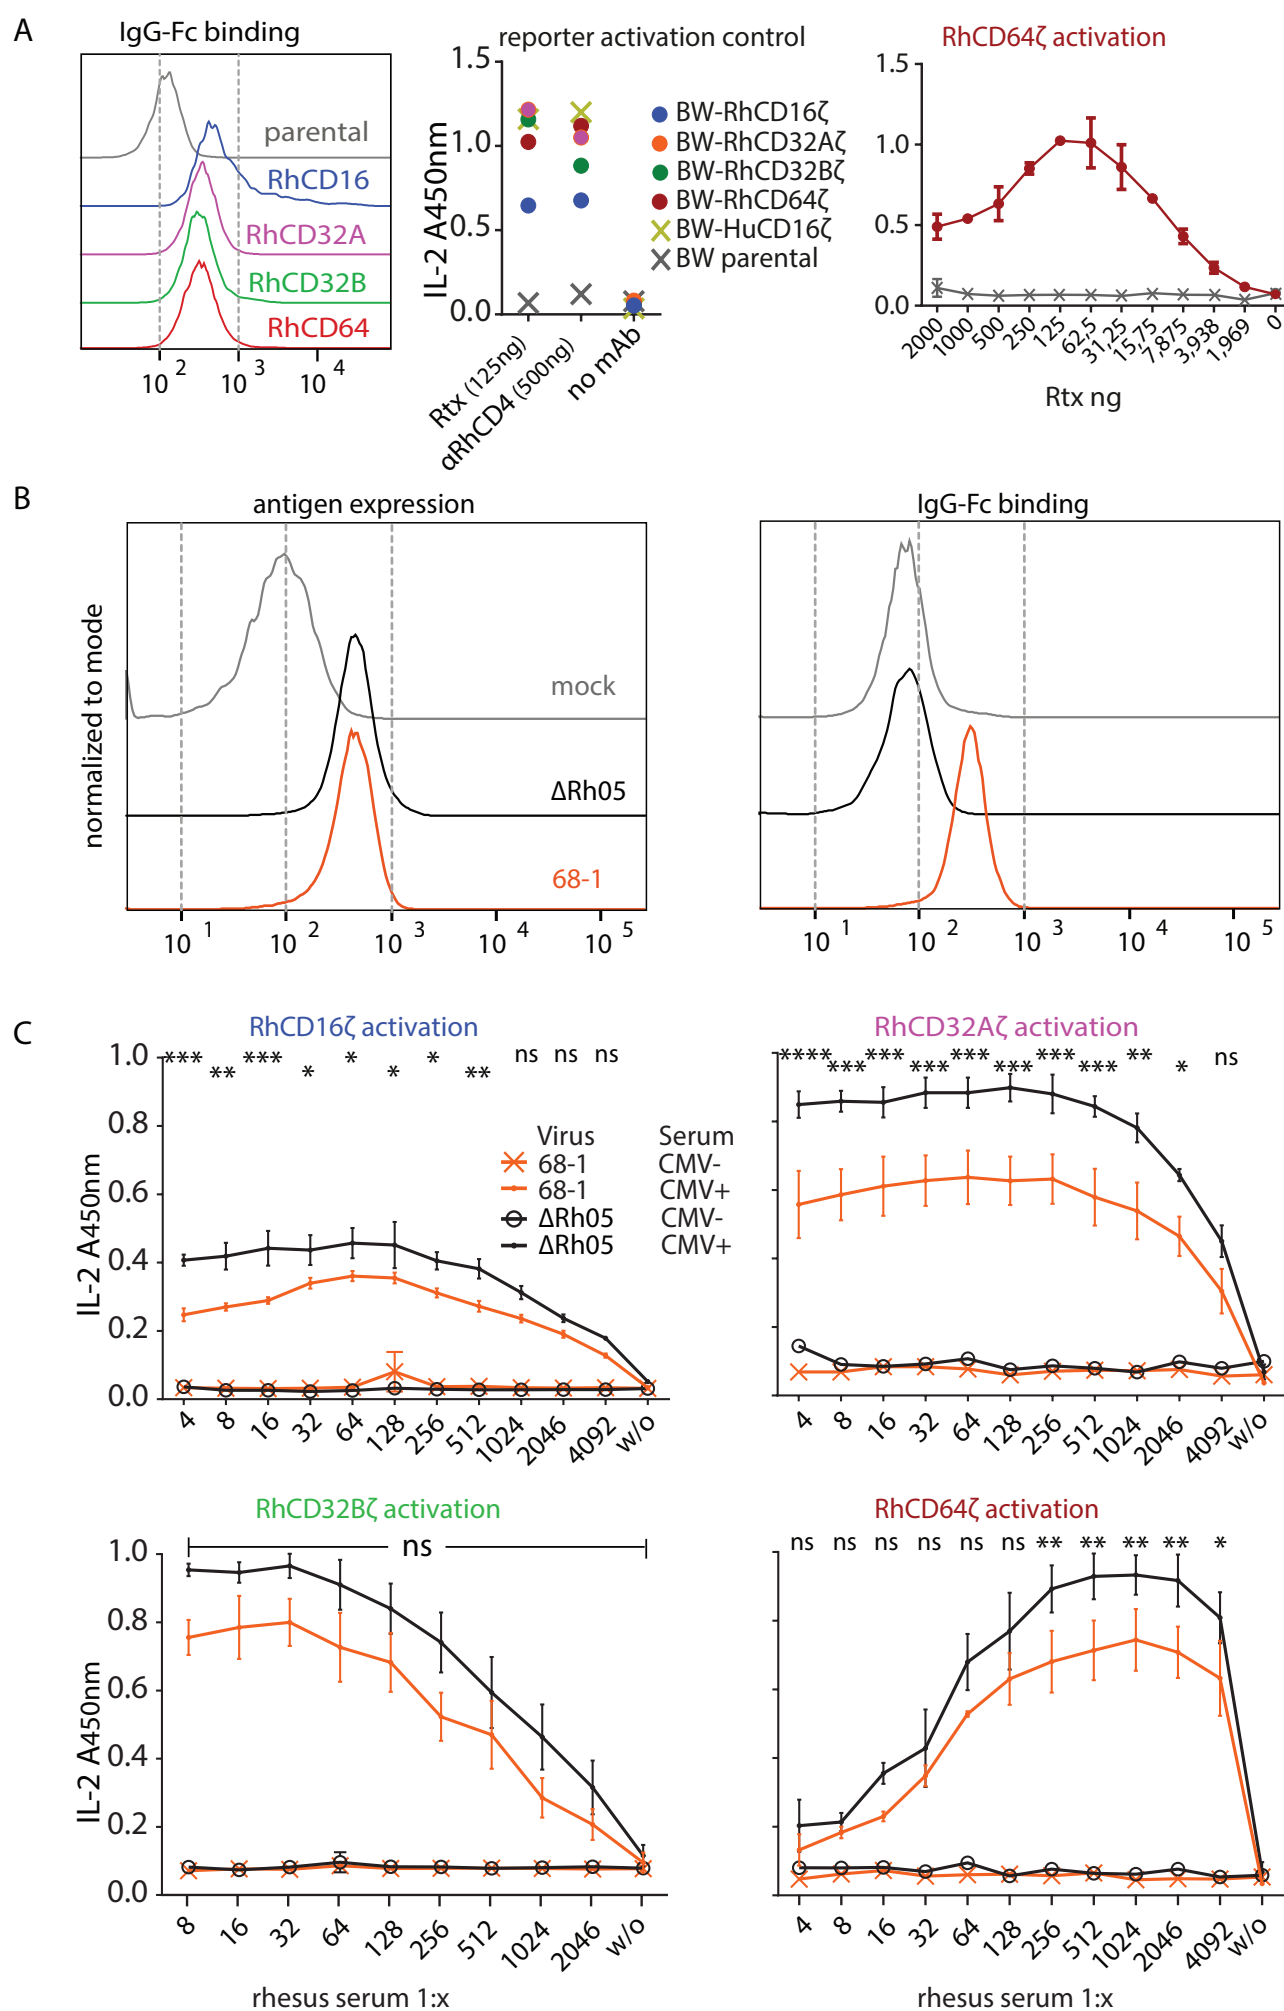 A
IgG-Fc binding
parental
RhCD16
RhCD32A
RhCD32B
RhCD64
10 2 10 3 10 4
reporter activation control
IL-2 A450nm
1.5
1.0
0.5
0.0
Rtx (125ng)
αRhCD4 (500ng)
no mAb
BW-RhCD16ζ
BW-RhCD32Aζ
BW-RhCD32Bζ
BW-RhCD64ζ
BW-HuCD16ζ
BW parental
RhCD64ζ activation
1.5
1.0
0.5
0.0
2000 1000 500 250 125 62,5 31,25 15,75 7,875 3,938 1,969 0
Rtx ng
B
antigen expression
normalized to mode
mock
ΔRh05
68-1
10 1 10 2 10 3 10 4 10 5
IgG-Fc binding
10 1 10 2 10 3 10 4 10 5
C
RhCD16ζ activation
IL-2 A450nm
1.0
0.8
0.6
0.4
0.2
0.0
*** ** *** * * * * ** ns ns ns
Virus Serum
68-1 CMV-
68-1 CMV+
ΔRh05 CMV-
ΔRh05 CMV+
4 8 16 32 64 128 256 512 1024 2046 4092 w/o
RhCD32Aζ activation
**** *** *** *** *** *** *** *** ** * ns
4 8 16 32 64 128 256 512 1024 2046 4092 w/o
RhCD32Bζ activation
IL-2 A450nm
ns
1.0
0.8
0.6
0.4
0.2
0.0
8 16 32 64 128 256 512 1024 2046 w/o
rhesus serum 1:x
RhCD64ζ activation
ns ns ns ns ns ns ** ** ** ** *
4 8 16 32 64 128 256 512 1024 2046 4092 w/o
rhesus serum 1:x